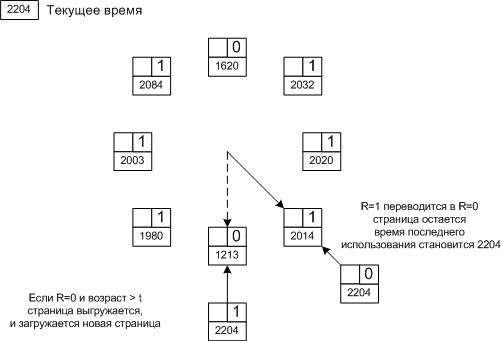 2204 Текущее время
0
1620
1
2084
1
2032
1
2003
1
2020
1
1980
0
1213
1
2014
R=1 переводится в R=0
страница остается
время последнего
использования становится 2204
0
2204
Если R=0 и возраст > t
страница выгружается,
и загружается новая страница
1
2204